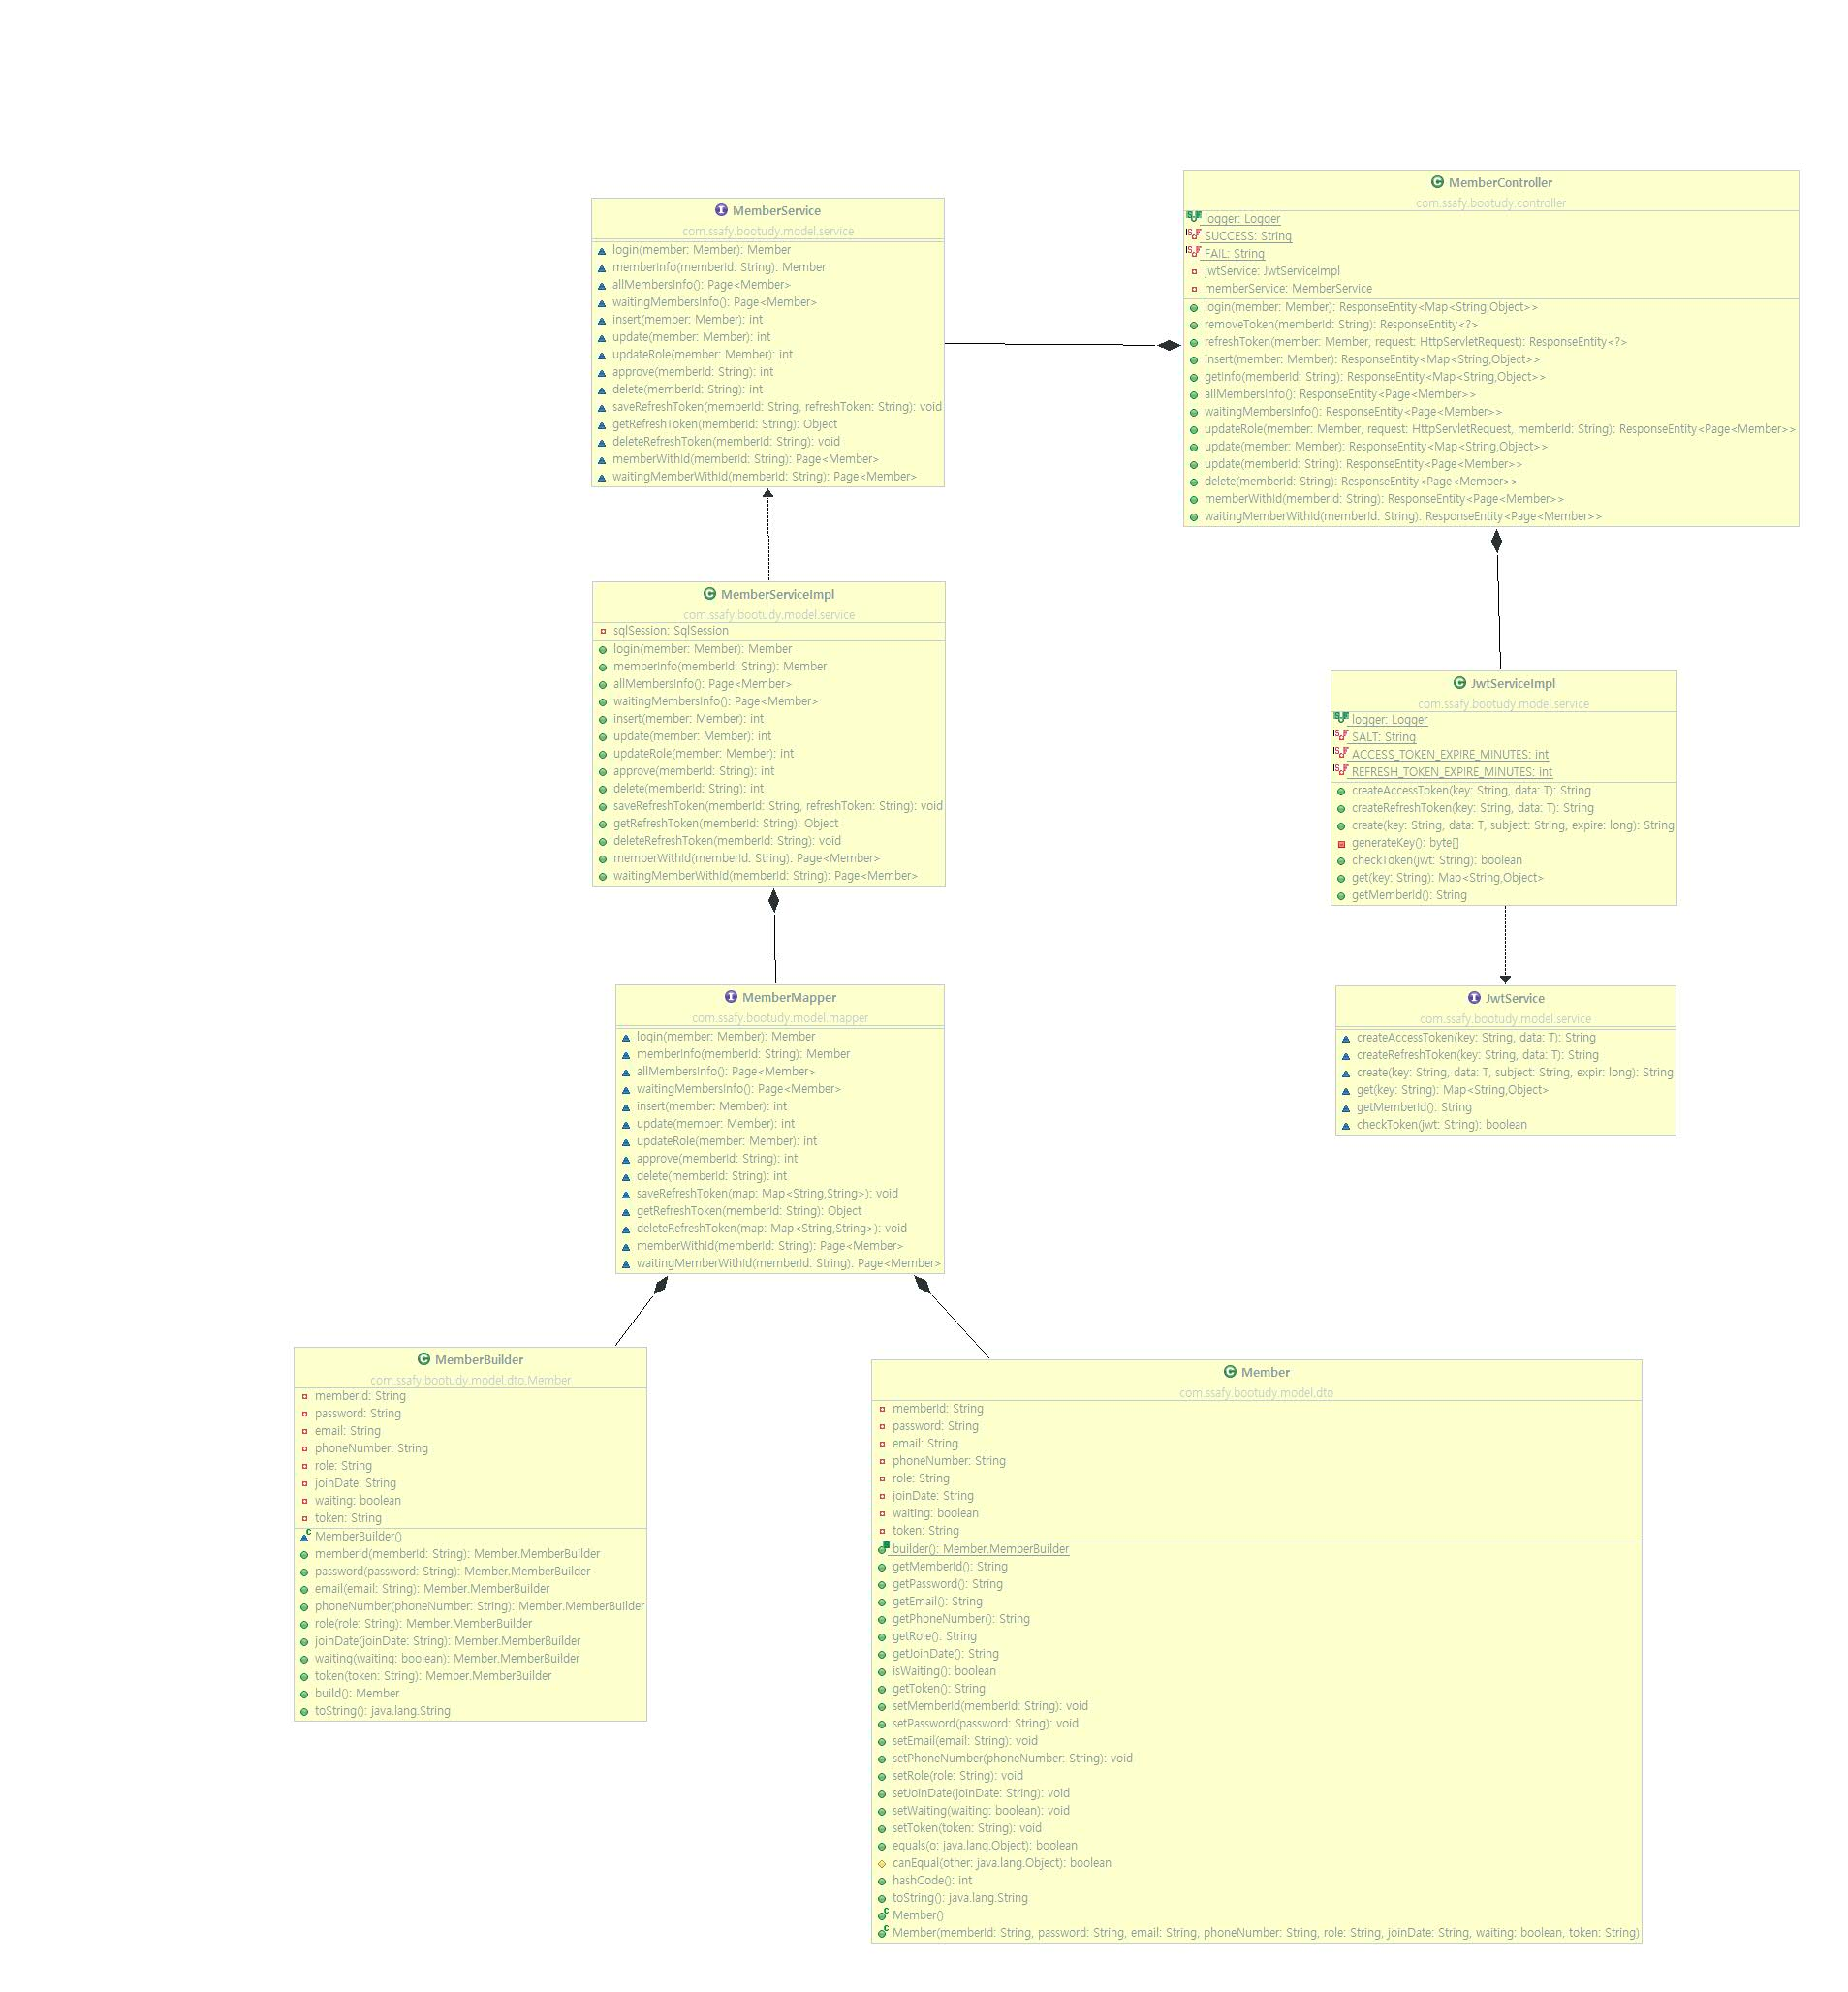 MemberService
com.ssafy.bootudy.model.service
login(member: Member): Member
memberInfo(memberId: String): Member
allMembersInfo(): Page<Member>
waitingMembersInfo(): Page<Member>
insert(member: Member): int
update(member: Member): int
updateRole(member: Member): int
approve(memberId: String): int
delete(memberId: String): int
saveRefreshToken(memberId: String, refreshToken: String): void
getRefreshToken(memberId: String): Object
deleteRefreshToken(memberId: String): void
memberWithId(memberId: String): Page<Member>
waitingMemberWithId(memberId: String): Page<Member>
MemberController
com.ssafy.bootudy.controller
logger: Logger
SUCCESS: String
FAIL: String
jwtService: JwtServiceImpl
memberService: MemberService
login(member: Member): ResponseEntity<Map<String,Object>>
removeToken(memberId: String): ResponseEntity<?>
refreshToken(member: Member, request: HttpServletRequest): ResponseEntity<?>
insert(member: Member): ResponseEntity<Map<String,Object>>
getInfo(memberId: String): ResponseEntity<Map<String,Object>>
allMembersInfo(): ResponseEntity<Page<Member>>
waitingMembersInfo(): ResponseEntity<Page<Member>>
updateRole(member: Member, request: HttpServletRequest, memberId: String): ResponseEntity<Page<Member>>
update(member: Member): ResponseEntity<Map<String,Object>>
update(memberId: String): ResponseEntity<Page<Member>>
delete(memberId: String): ResponseEntity<Page<Member>>
memberWithId(memberId: String): ResponseEntity<Page<Member>>
waitingMemberWithId(memberId: String): ResponseEntity<Page<Member>>
MemberServiceImpl
com.ssafy.bootudy.model.service
sqlSession: SqlSession
login(member: Member): Member
memberInfo(memberId: String): Member
allMembersInfo(): Page<Member>
waitingMembersInfo(): Page<Member>
insert(member: Member): int
update(member: Member): int
updateRole(member: Member): int
approve(memberId: String): int
delete(memberId: String): int
saveRefreshToken(memberId: String, refreshToken: String): void
getRefreshToken(memberId: String): Object
deleteRefreshToken(memberId: String): void
memberWithId(memberId: String): Page<Member>
waitingMemberWithId(memberId: String): Page<Member>
JwtServiceImpl
com.ssafy.bootudy.model.service
logger: Logger
SALT: String
ACCESS_TOKEN_EXPIRE_MINUTES: int
REFRESH_TOKEN_EXPIRE_MINUTES: int
createAccessToken(key: String, data: T): String
createRefreshToken(key: String, data: T): String
create(key: String, data: T, subject: String, expire: long): String
generateKey(): byte[]
checkToken(jwt: String): boolean
get(key: String): Map<String,Object>
getMemberId(): String
MemberMapper
com.ssafy.bootudy.model.mapper
login(member: Member): Member
memberInfo(memberId: String): Member
allMembersInfo(): Page<Member>
waitingMembersInfo(): Page<Member>
insert(member: Member): int
update(member: Member): int
updateRole(member: Member): int
approve(memberId: String): int
delete(memberId: String): int
saveRefreshToken(map: Map<String,String>): void
getRefreshToken(memberId: String): Object
deleteRefreshToken(map: Map<String,String>): void
memberWithId(memberId: String): Page<Member>
waitingMemberWithId(memberId: String): Page<Member>
JwtService
com.ssafy.bootudy.model.service
createAccessToken(key: String, data: T): String
createRefreshToken(key: String, data: T): String
create(key: String, data: T, subject: String, expir: long): String
get(key: String): Map<String,Object>
getMemberId(): String
checkToken(jwt: String): boolean
MemberBuilder
com.ssafy.bootudy.model.dto.Member
memberId: String
password: String
email: String
phoneNumber: String
role: String
joinDate: String
waiting: boolean
token: String
MemberBuilder()
memberId(memberId: String): Member.MemberBuilder
password(password: String): Member.MemberBuilder
email(email: String): Member.MemberBuilder
phoneNumber(phoneNumber: String): Member.MemberBuilder
role(role: String): Member.MemberBuilder
joinDate(joinDate: String): Member.MemberBuilder
waiting(waiting: boolean): Member.MemberBuilder
token(token: String): Member.MemberBuilder
build(): Member
toString(): java.lang.String
Member
com.ssafy.bootudy.model.dto
memberId: String
password: String
email: String
phoneNumber: String
role: String
joinDate: String
waiting: boolean
token: String
builder(): Member.MemberBuilder
getMemberId(): String
getPassword(): String
getEmail(): String
getPhoneNumber(): String
getRole(): String
getJoinDate(): String
isWaiting(): boolean
getToken(): String
setMemberId(memberId: String): void
setPassword(password: String): void
setEmail(email: String): void
setPhoneNumber(phoneNumber: String): void
setRole(role: String): void
setJoinDate(joinDate: String): void
setWaiting(waiting: boolean): void
setToken(token: String): void
equals(o: java.lang.Object): boolean
canEqual(other: java.lang.Object): boolean
hashCode(): int
toString(): java.lang.String
Member()
Member(memberId: String, password: String, email: String, phoneNumber: String, role: String, joinDate: String, waiting: boolean, token: String)